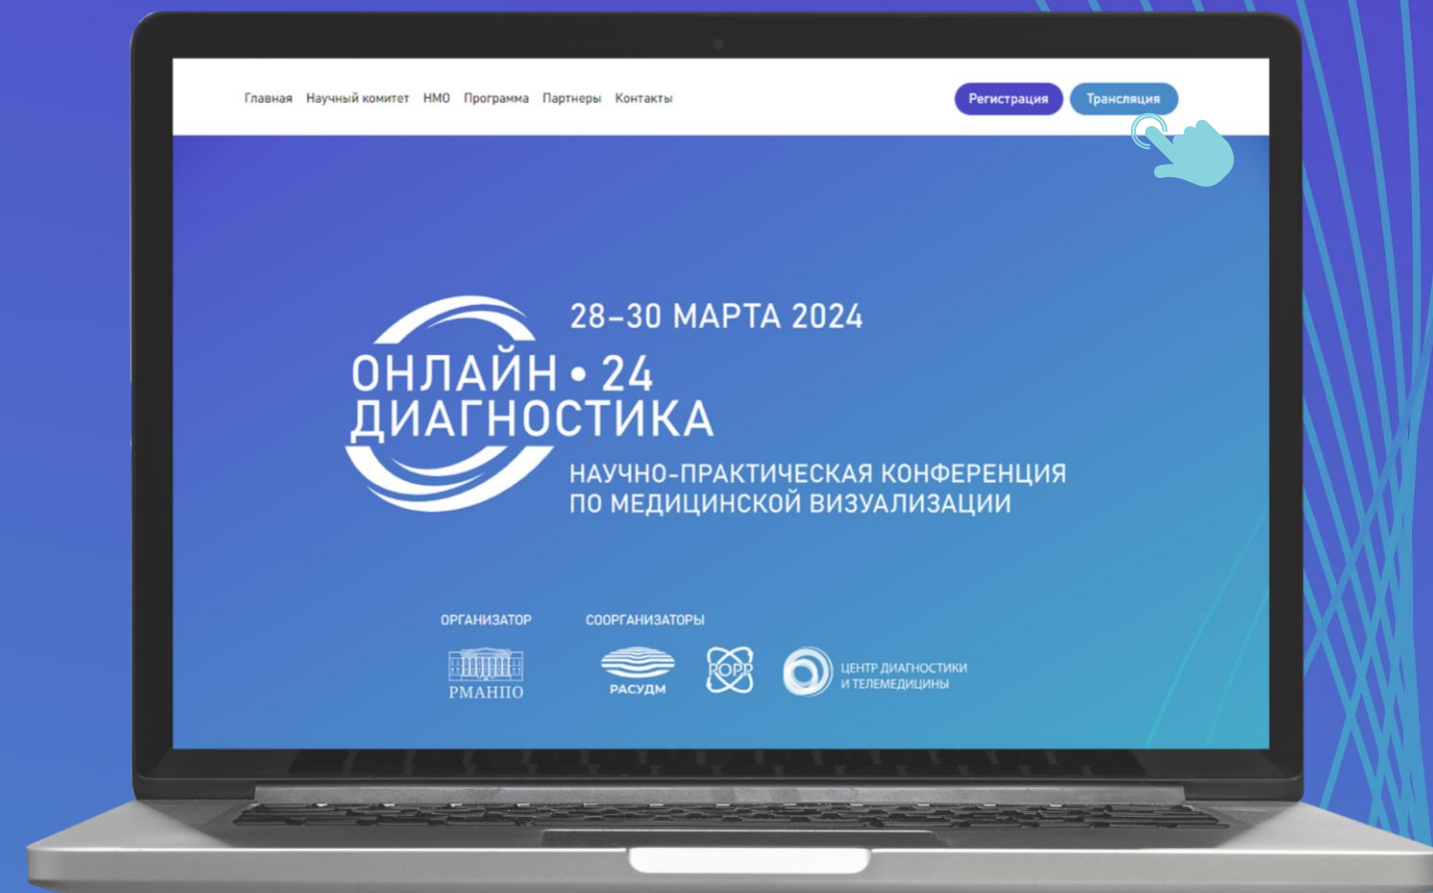 Главная Научный комитет НМО Программа Партнеры Контакты
Регистрация Трансляция
28–30 МАРТА 2024
ОНЛАЙН • 24
ДИАГНОСТИКА
НАУЧНО-ПРАКТИЧЕСКАЯ КОНФЕРЕНЦИЯ
ПО МЕДИЦИНСКОЙ ВИЗУАЛИЗАЦИИ
ОРГАНИЗАТОР
СООРГАНИЗАТОРЫ
РМАНПО
РАСУДМ
РОРР
ЦЕНТР ДИАГНОСТИКИ
И ТЕЛЕМЕДИЦИНЫ